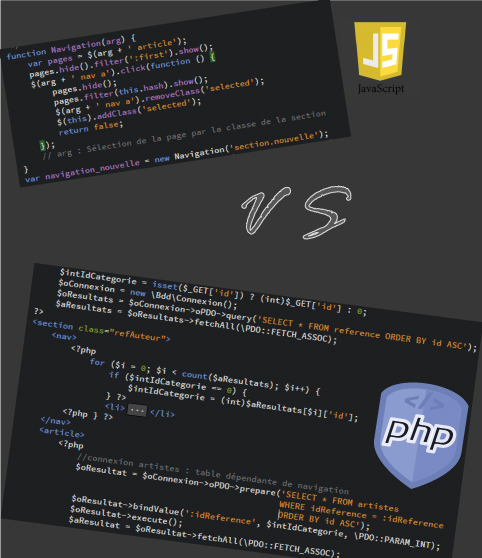 function Navigation(arg) {
var pages = $(arg + ' article');
pages.hide().filter(':first').show();
$(arg + ' nav a').click(function () {
pages.hide();
pages.filter(this.hash).show();
$(arg + ' nav a').removeClass('selected');
$(this).addClass('selected');
return false;
});
// arg : Sélection de la page par la classe de la section
}
var navigation_nouvelle = new Navigation('section.nouvelle');
JS
JavaScript
VS
$intIdCategorie = isset($_GET['id']) ? (int)$_GET['id'] : 0;
$oConnexion = new \Bdd\Connexion();
$oResultats = $oConnexion->oPDO->query('SELECT * FROM reference ORDER BY id ASC');
$aResultats = $oResultats->fetchAll(\PDO::FETCH_ASSOC);
?>
<section class="refAuteur">
<nav>
<?php
for ($i = 0; $i < count($aResultats); $i++) {
if ($intIdCategorie == 0) {
$intIdCategorie = (int)$aResultats[$i]['id'];
} ?>
<li> ... </li>
<?php } ?>
</nav>
<article>
<?php
//connexion artistes : table dépendante de navigation
$oResultat = $oConnexion->oPDO->prepare('SELECT * FROM artistes
WHERE idReference = :idReference
ORDER BY id ASC');
$oResultat->bindValue(':idReference', $intIdCategorie, \PDO::PARAM_INT);
$oResultat->execute();
$aResultat = $oResultat->fetchAll(\PDO::FETCH_ASSOC);
</>
php